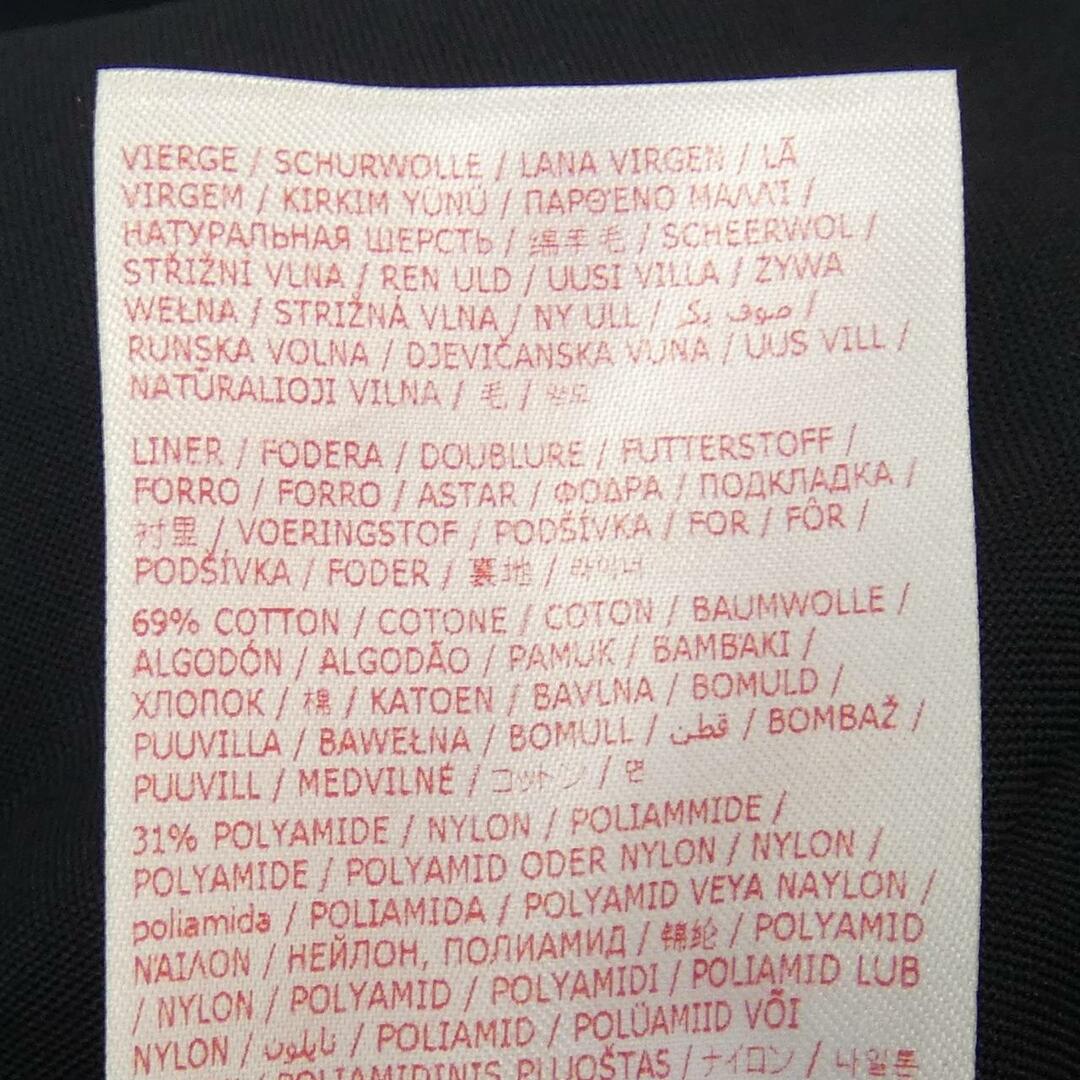 VIERGE / SCHURWOLLE / LANA VIRGEN / LÃ
VIRGEM / KIRKIM YÜNÜ / ΠΑΡΘΈΝΟ ΜΑΛΛΊ /
НАТУРАЛЬНАЯ ШЕРСТЬ / 绵羊毛 / SCHEERWOL /
STŘIŽNÍ VLNA / REN ULD / UUSI VILLA / ŻYWA
WEŁNA / STRIŽNÁ VLNA / NY ULL / صوف بكر /
RUNSKA VOLNA / DJEVIČANSKA VUNA / UUS VILL /
NATŪRALIOJI VILNA / 毛 /
LINER / FODERA / DOUBLURE / FUTTERSTOFF /
FORRO / FORRO / ASTAR / ΦΟΔΡΑ / ПОДКЛАДКА /
衬里 / VOERINGSTOF / PODŠÍVKA / FOR / FÔR /
PODŠÍVKA / FODER / 裏地 / 라이너
69% COTTON / COTONE / COTON / BAUMWOLLE /
ALGODÓN / ALGODÃO / PAMUK / ΒΑΜΒΆΚΙ /
ХЛОПОК / 棉 / KATOEN / BAVLNA / BOMULD /
PUUVILLA / BAWEŁNA / BOMULL / قطن / BOMBAŽ /
PUUVILL / MEDVILNĖ / コットン / 면
31% POLYAMIDE / NYLON / POLIAMMIDE /
POLYAMIDE / POLYAMID ODER NYLON / NYLON /
poliamida / POLIAMIDA / POLYAMID VEYA NAYLON /
ΝΑΙΛΟΝ / НЕЙЛОН, ПОЛИАМИД / 锦纶 / POLYAMID
/ NYLON / POLYAMID / POLYAMIDI / POLIAMID LUB
NYLON / نايلون / POLIAMID / POLÜAMIID VÕI
POLIAMIDINIS PLUOŠTAS / ナイロン / 나일론